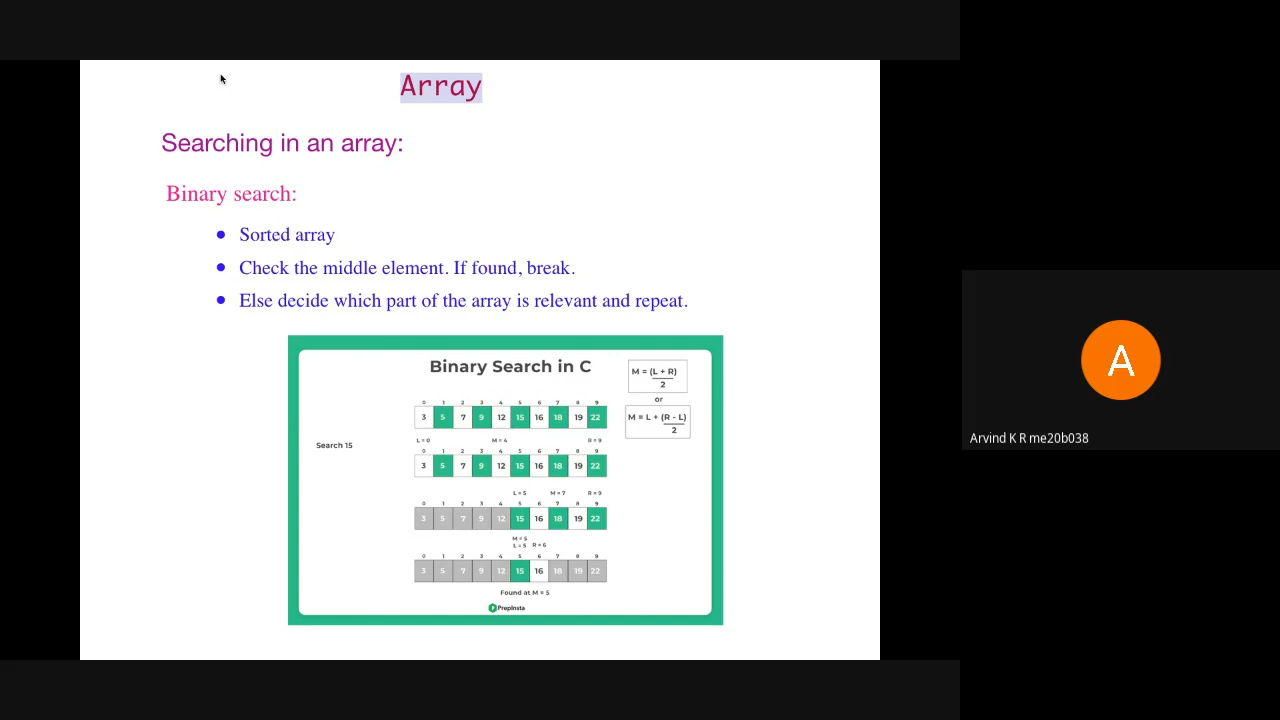 Array
Searching in an array:
Binary search:
● Sorted array
● Check the middle element. If found, break.
● Else decide which part of the array is relevant and repeat.
Binary Search in C
M = (L + R)
2
or
M = L + (R - L)
2
0 1 2 3 4 5 6 7 8 9
3 5 7 9 12 15 16 18 19 22
Search 15
L = 0 M = 4 R = 9
0 1 2 3 4 5 6 7 8 9
3 5 7 9 12 15 16 18 19 22
L = 5 M = 7 R = 9
0 1 2 3 4 5 6 7 8 9
3 5 7 9 12 15 16 18 19 22
M = 5
L = 5 R = 6
0 1 2 3 4 5 6 7 8 9
3 5 7 9 12 15 16 18 19 22
Found at M = 5
PrepInsta
A
Arvind K R me20b038